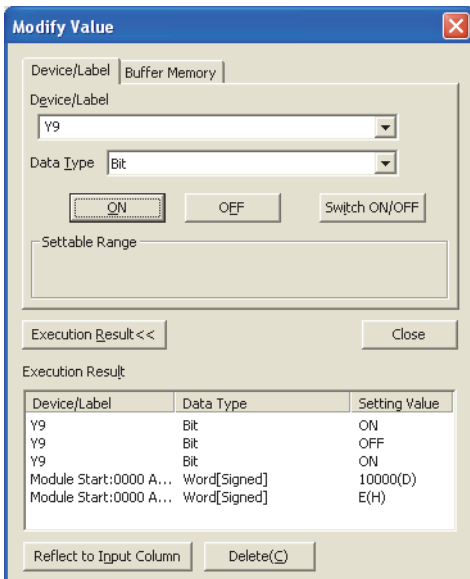 Modify Value
Device/Label Buffer Memory
Device/Label
Y9
Data Type Bit
ON OFF Switch ON/OFF
Settable Range
Execution Result<< Close
Execution Result
Device/Label Data Type Setting Value
Y9 Bit ON
Y9 Bit OFF
Y9 Bit ON
Module Start:0000 A... Word[Signed] 10000(D)
Module Start:0000 A... Word[Signed] E(H)
Reflect to Input Column Delete(C)